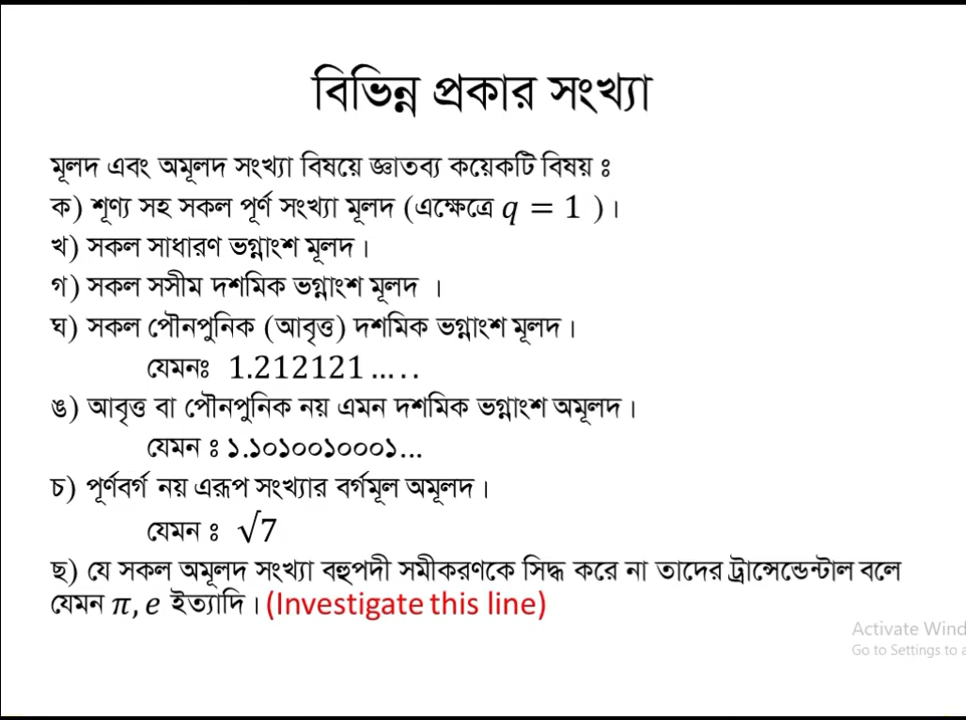 বিভিন্ন প্রকার সংখ্যা
মূলদ এবং অমূলদ সংখ্যা বিষয়ে জ্ঞাতব্য কয়েকটি বিষয় ঃ
ক) শূণ্য সহ সকল পূর্ণ সংখ্যা মূলদ (এক্ষেত্রে q = 1 )।
খ) সকল সাধারণ ভগ্নাংশ মূলদ।
গ) সকল সসীম দশমিক ভগ্নাংশ মূলদ ।
ঘ) সকল পৌনপুনিক (আবৃত্ত) দশমিক ভগ্নাংশ মূলদ।
যেমনঃ 1.212121 .....
ঙ) আবৃত্ত বা পৌনপুনিক নয় এমন দশমিক ভগ্নাংশ অমূলদ।
যেমন ঃ ১.১০১০০১০০০১...
চ) পূর্ণবর্গ নয় এরূপ সংখ্যার বর্গমূল অমূলদ।
যেমন ঃ √7
ছ) যে সকল অমূলদ সংখ্যা বহুপদী সমীকরণকে সিদ্ধ করে না তাদের ট্রান্সেডেন্টাল বলে
যেমন π, e ইত্যাদি। (Investigate this line)
Activate Wind
Go to Settings to a